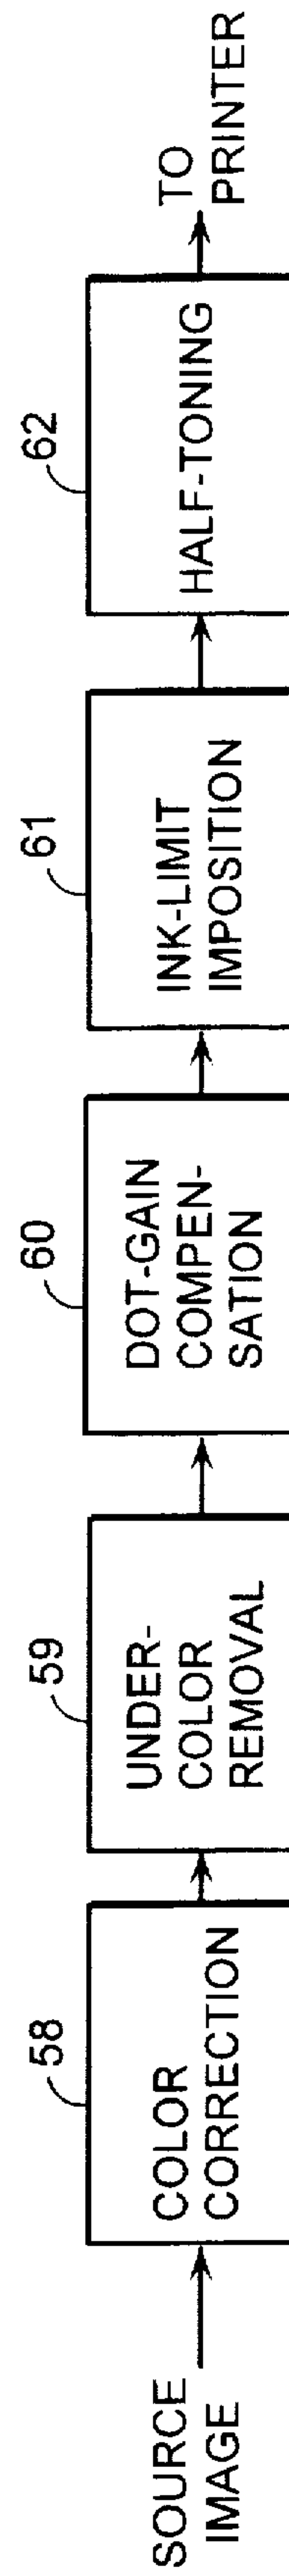 SOURCE
IMAGE
58
COLOR
CORRECTION
59
UNDER-
COLOR
REMOVAL
60
DOT-GAIN
COMPEN-
SATION
61
INK-LIMIT
IMPOSITION
62
HALF-TONING
TO
PRINTER